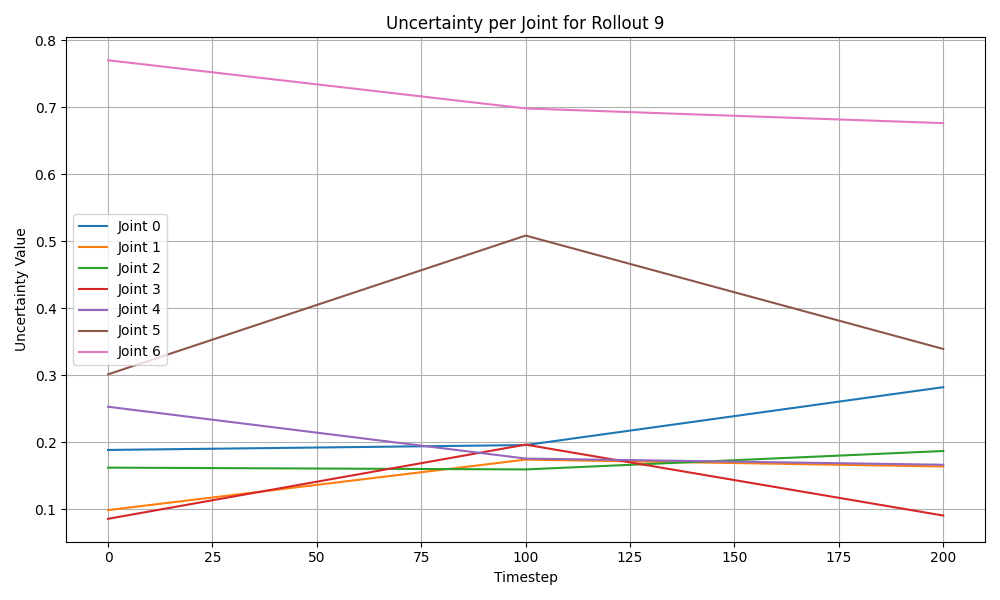 Uncertainty per Joint for Rollout 9
0.8
0.7
0.6
0.5
0.4
0.3
0.2
0.1
Uncertainty Value
Joint 0
Joint 1
Joint 2
Joint 3
Joint 4
Joint 5
Joint 6
0 25 50 75 100 125 150 175 200
Timestep